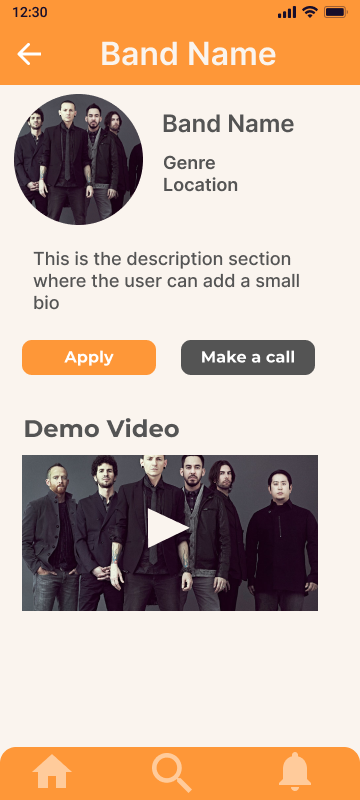 12:30
Band Name
Band Name
Genre
Location
This is the description section
where the user can add a small
bio
Apply
Make a call
Demo Video